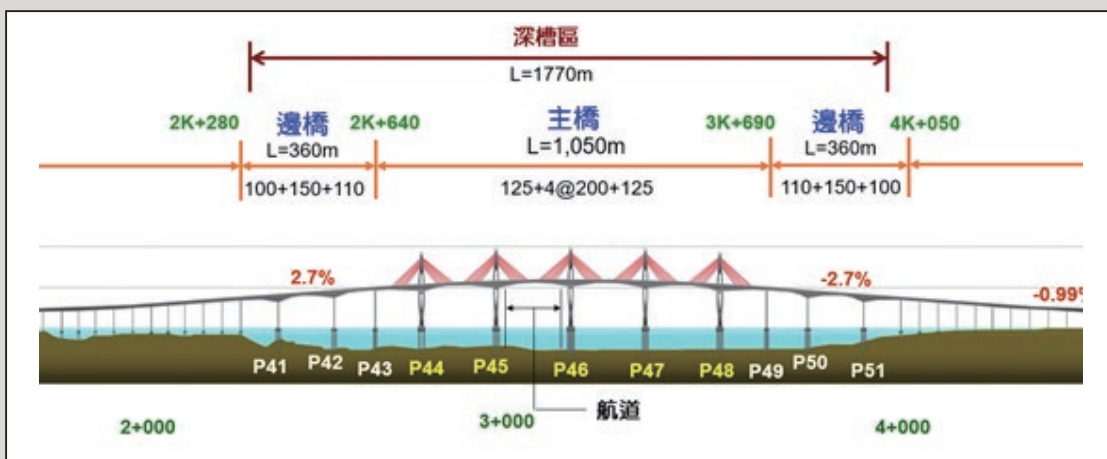 深槽區
L=1770m
2K+280 邊橋 2K+640 主橋 3K+690 邊橋 4K+050
L=360m L=1,050m L=360m
100+150+110 125+4@200+125 110+150+100
2.7% -2.7% -0.99%
P41 P42 P43 P44 P45 P46 P47 P48 P49 P50 P51
航道
2+000 3+000 4+000